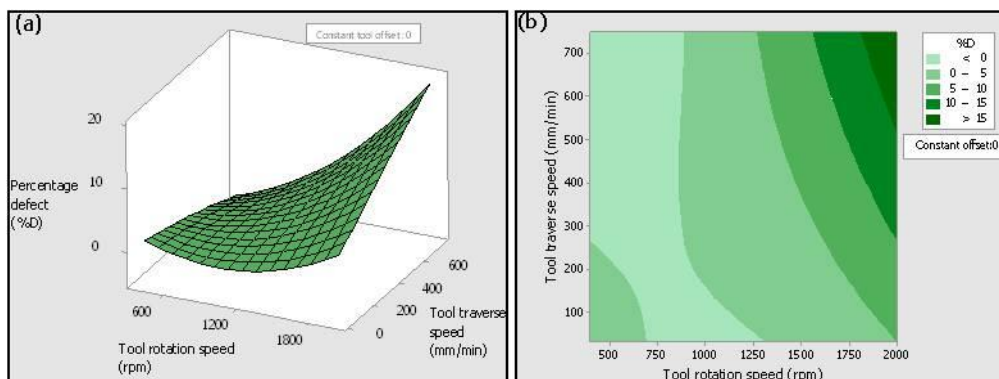 (a)
Constant tool offset: 0
20
10
0
Percentage
defect
(%D)
600
1200
1800
Tool rotation speed
(rpm)
0
200
400
600
Tool traverse
speed
(mm/min)
(b)
Tool traverse speed (mm/min)
700
600
500
400
300
200
100
500
750
1000
1250
1500
1750
2000
Tool rotation speed (rpm)
%D
< 0
0 – 5
5 – 10
10 – 15
> 15
Constant offset:0